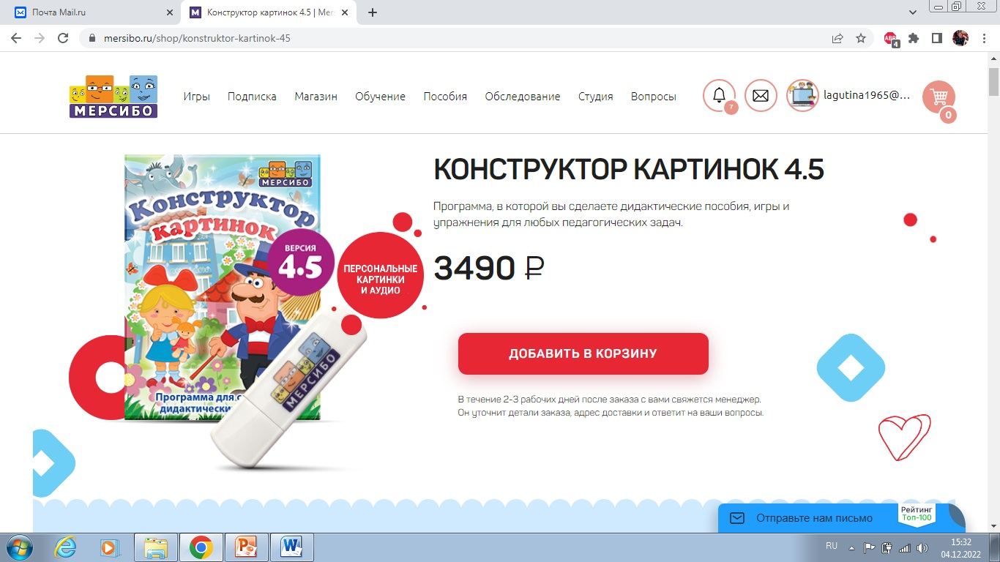 Почта Mail.ru
Конструктор картинок 4.5 | Mer
mersibo.ru/shop/konstruktor-kartinok-45
ABP
4
МЕРСИБО
Игры Подписка Магазин Обучение Пособия Обследование Студия Вопросы
7
lagutina1965@...
0
МЕРСИБО
Конструктор
картинок
ВЕРСИЯ
4.5
ПЕРСОНАЛЬНЫЕ
КАРТИНКИ
И АУДИО
МЕРСИБО
Программа для
дидактически
КОНСТРУКТОР КАРТИНОК 4.5
Программа, в которой вы сделаете дидактические пособия, игры и
упражнения для любых педагогических задач.
3490 ₽
ДОБАВИТЬ В КОРЗИНУ
В течение 2-3 рабочих дней после заказа с вами свяжется менеджер.
Он уточнит детали заказа, адрес доставки и ответит на ваши вопросы.
Отправьте нам письмо
Рейтинг
Топ-100
RU
15:32
04.12.2022